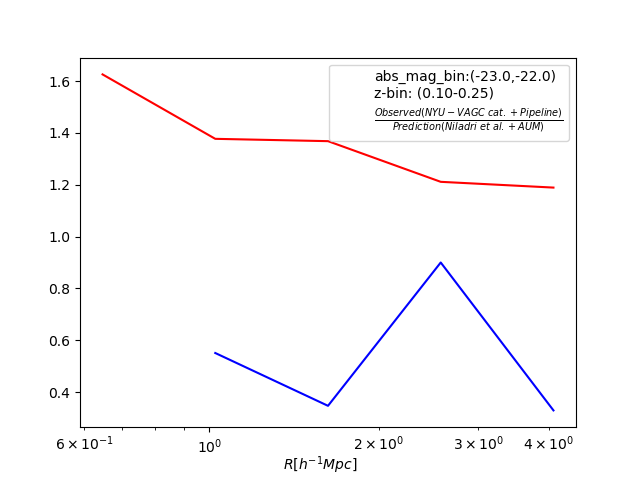 abs_mag_bin:(-23.0,-22.0)
z-bin: (0.10-0.25)
Observed(NYU − VAGC cat. + Pipeline)
Prediction(Niladri et al. + AUM)
1.6
1.4
1.2
1.0
0.8
0.6
0.4
6 × 10⁻¹ 10⁰ 2 × 10⁰ 3 × 10⁰ 4 × 10⁰
R[h⁻¹Mpc]